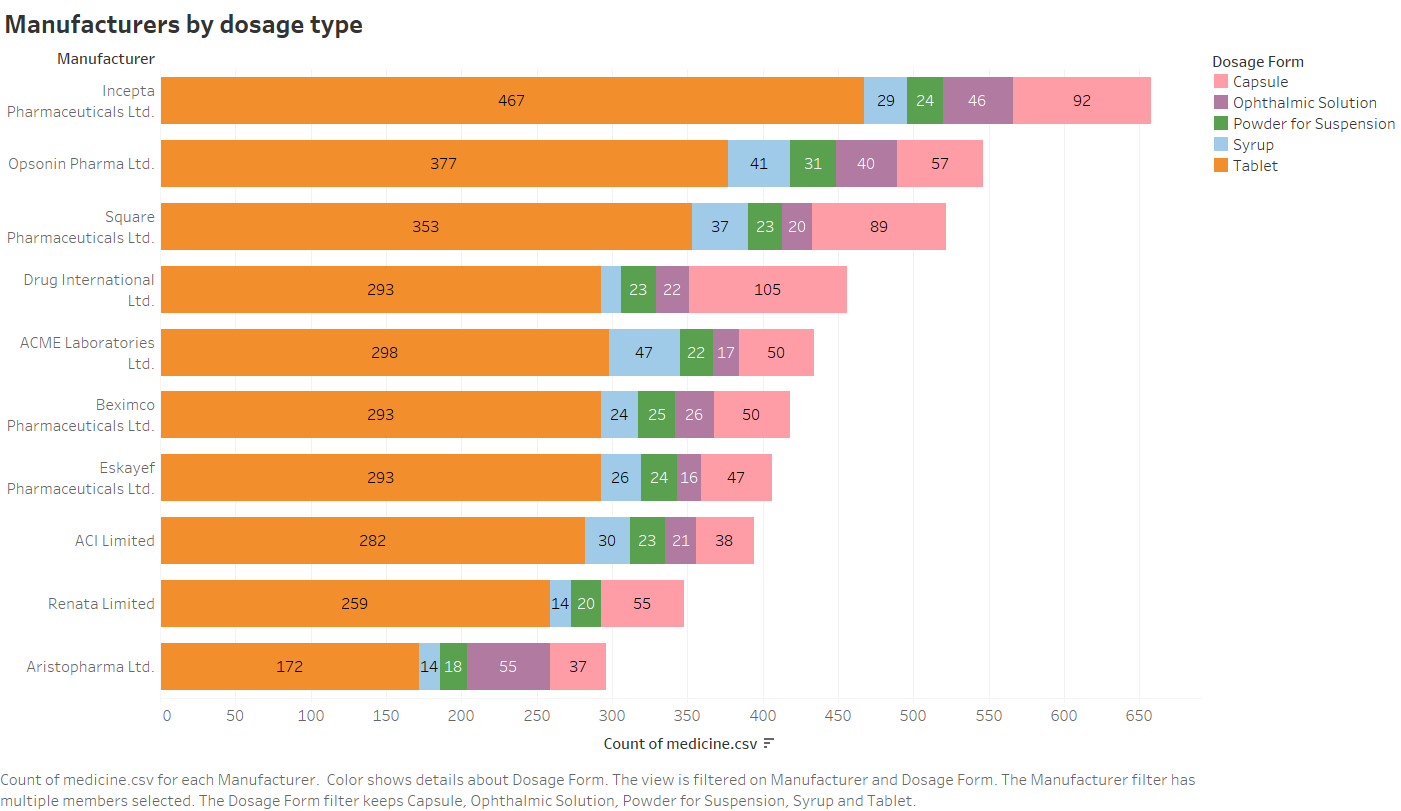 Manufacturers by dosage type
Manufacturer
Incepta
Pharmaceuticals Ltd.
467 29 24 46 92
Opsonin Pharma Ltd.
377 41 31 40 57
Square
Pharmaceuticals Ltd.
353 37 23 20 89
Drug International
Ltd.
293 23 22 105
ACME Laboratories
Ltd.
298 47 22 17 50
Beximco
Pharmaceuticals Ltd.
293 24 25 26 50
Eskayef
Pharmaceuticals Ltd.
293 26 24 16 47
ACI Limited
282 30 23 21 38
Renata Limited
259 14 20 55
Aristopharma Ltd.
172 14 18 55 37
0 50 100 150 200 250 300 350 400 450 500 550 600 650
Count of medicine.csv
Dosage Form
Capsule
Ophthalmic Solution
Powder for Suspension
Syrup
Tablet
Count of medicine.csv for each Manufacturer.  Color shows details about Dosage Form. The view is filtered on Manufacturer and Dosage Form. The Manufacturer filter has
multiple members selected. The Dosage Form filter keeps Capsule, Ophthalmic Solution, Powder for Suspension, Syrup and Tablet.